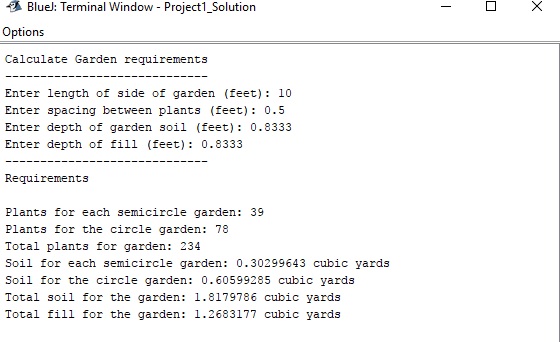 BlueJ: Terminal Window - Project1_Solution
Options
Calculate Garden requirements
-----------------------------
Enter length of side of garden (feet): 10
Enter spacing between plants (feet): 0.5
Enter depth of garden soil (feet): 0.8333
Enter depth of fill (feet): 0.8333
-----------------------------
Requirements
Plants for each semicircle garden: 39
Plants for the circle garden: 78
Total plants for garden: 234
Soil for each semicircle garden: 0.30299643 cubic yards
Soil for the circle garden: 0.60599285 cubic yards
Total soil for the garden: 1.8179786 cubic yards
Total fill for the garden: 1.2683177 cubic yards